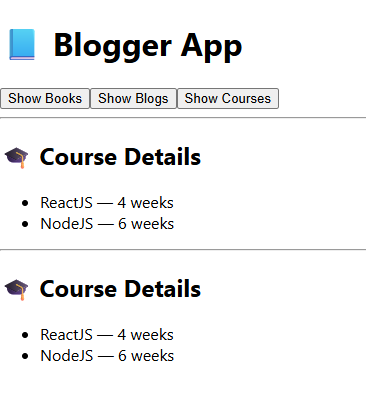 📘 Blogger App
Show Books Show Blogs Show Courses
🎓 Course Details
• ReactJS — 4 weeks
• NodeJS — 6 weeks
🎓 Course Details
• ReactJS — 4 weeks
• NodeJS — 6 weeks